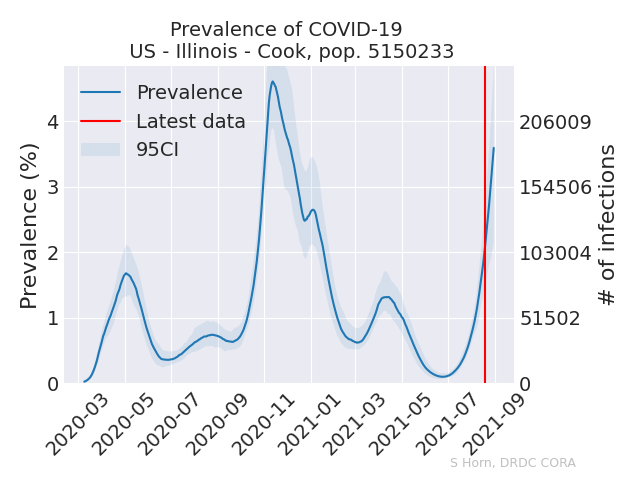 Prevalence of COVID-19
US - Illinois - Cook, pop. 5150233
Prevalence
Latest data
95CI
Prevalence (%)
4
3
2
1
0
206009
154506
103004
51502
0
# of infections
2020-03
2020-05
2020-07
2020-09
2020-11
2021-01
2021-03
2021-05
2021-07
2021-09
S Horn, DRDC CORA